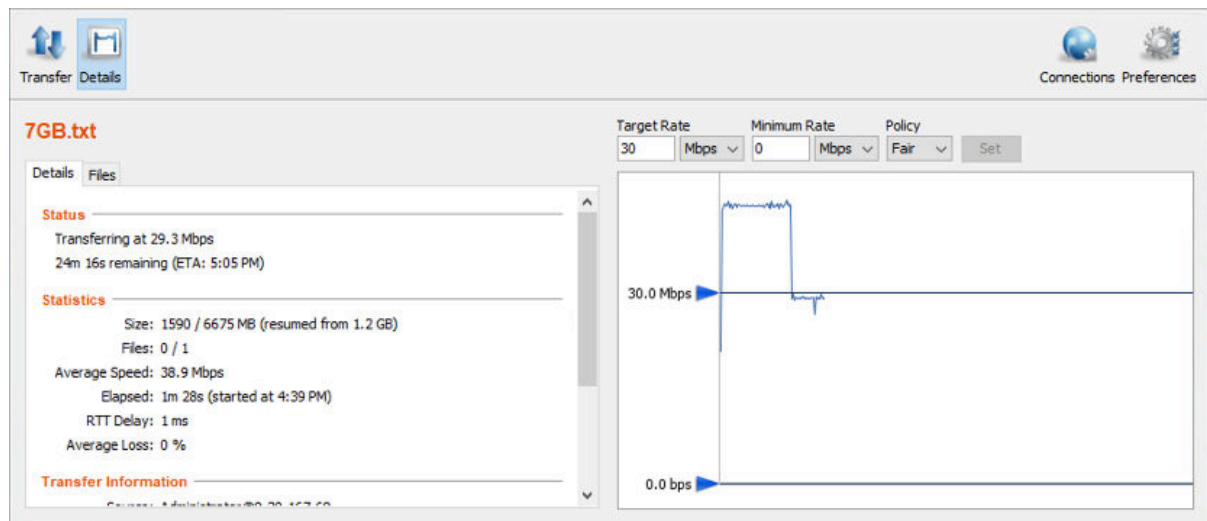 Transfer Details
Connections Preferences
7GB.txt
Details Files
Status
Transferring at 29.3 Mbps
24m 16s remaining (ETA: 5:05 PM)
Statistics
Size: 1590 / 6675 MB (resumed from 1.2 GB)
Files: 0 / 1
Average Speed: 38.9 Mbps
Elapsed: 1m 28s (started at 4:39 PM)
RTT Delay: 1 ms
Average Loss: 0 %
Transfer Information
Target Rate Minimum Rate Policy
30 Mbps 0 Mbps Fair Set
30.0 Mbps
0.0 bps